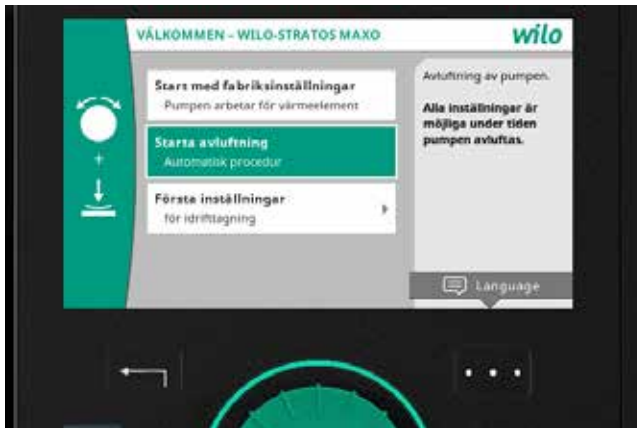 VÄLKOMMEN – WILO-STRATOS MAXO
wilo
Start med fabriksinställningar
Pumpen arbetar för värmeelement
Starta avluftning
Automatisk procedur
Första inställningar
för idrifttagning
Avluftning av pumpen.
Alla inställningar är
möjliga under tiden
pumpen avluftas.
Language